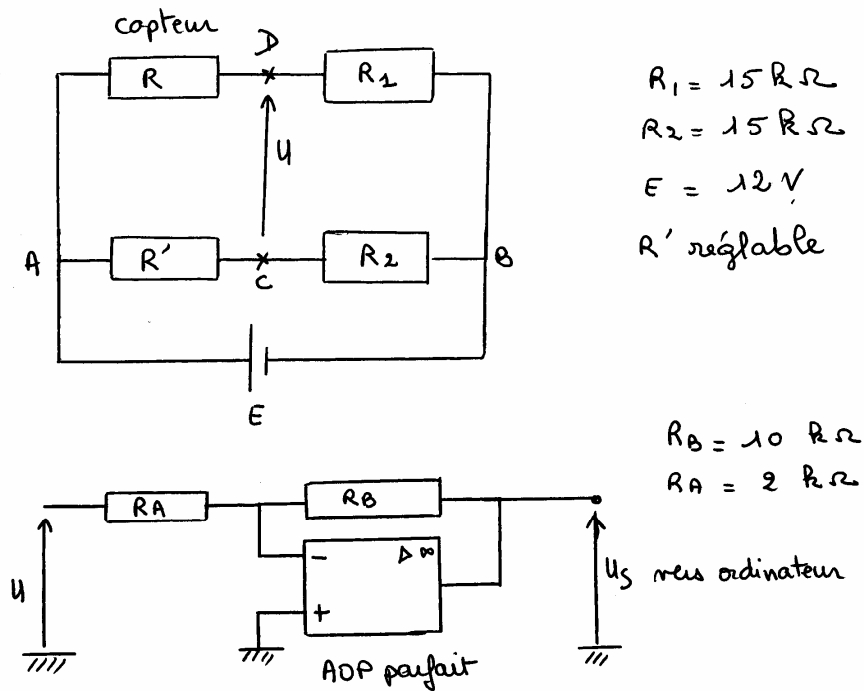 capteur
D
R
R1
U
A
R'
C
R2
B
E
R1 = 15 kΩ
R2 = 15 kΩ
E = 12 V
R' réglable
RB = 10 kΩ
RA = 2 kΩ
RA
RB
- ▷ ∞
+
U
US vers ordinateur
AOP parfait